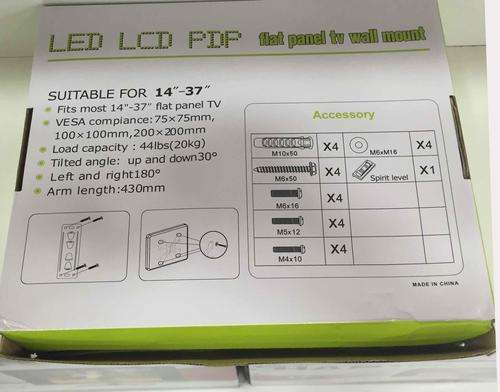 LED LCD PDP flat panel tv wall mount
SUITABLE FOR 14"-37"
Fits most 14"-37" flat panel TV
VESA compiance:75×75mm,
100×100mm,200×200mm
Load capacity : 44lbs(20kg)
Tilted angle: up and down30°
Left and right180°
Arm length:430mm
Accessory
M10x50 X4 M6xM16 X4
M6x50 X4 Spirit level X1
M6x16 X4
M5x12 X4
M4x10 X4
MADE IN CHINA